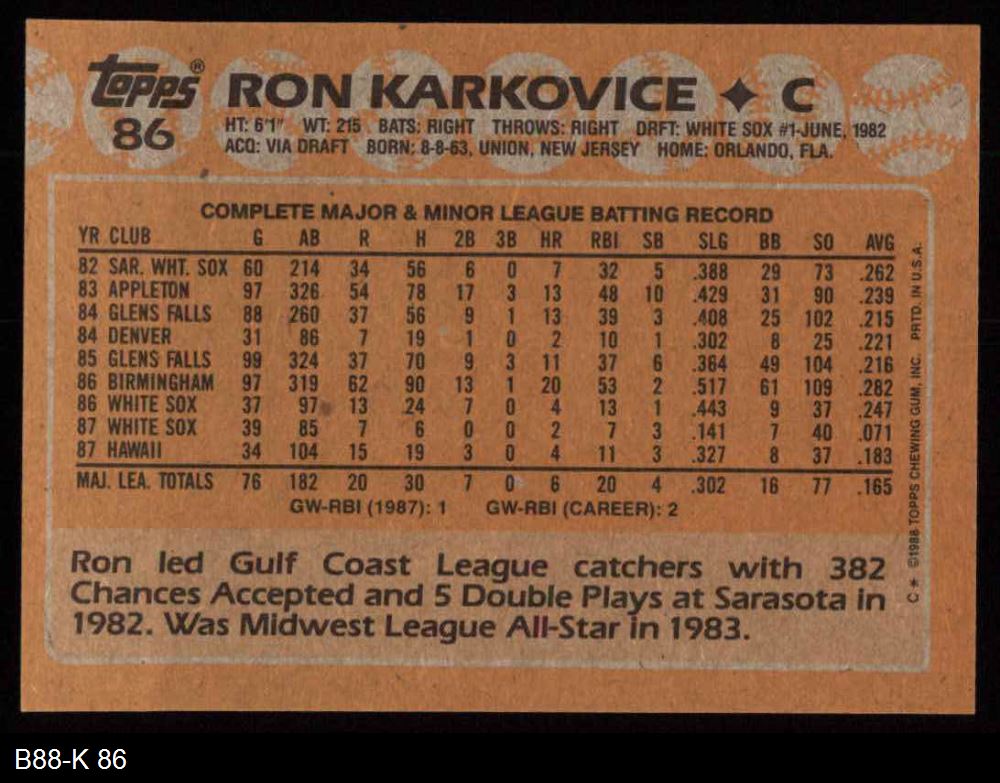 topps® RON KARKOVICE ✦ C
86
HT: 6'1" WT: 215 BATS: RIGHT THROWS: RIGHT DRFT: WHITE SOX #1-JUNE, 1982
ACQ: VIA DRAFT BORN: 8-8-63, UNION, NEW JERSEY HOME: ORLANDO, FLA.
COMPLETE MAJOR & MINOR LEAGUE BATTING RECORD
YR CLUB G AB R H 2B 3B HR RBI SB SLG BB SO AVG
82 SAR. WHT. SOX 60 214 34 56 6 0 7 32 5 .388 29 73 .262
83 APPLETON 97 326 54 78 17 3 13 48 10 .429 31 90 .239
84 GLENS FALLS 88 260 37 56 9 1 13 39 3 .408 25 102 .215
84 DENVER 31 86 7 19 1 0 2 10 1 .302 8 25 .221
85 GLENS FALLS 99 324 37 70 9 3 11 37 6 .364 49 104 .216
86 BIRMINGHAM 97 319 62 90 13 1 20 53 2 .517 61 109 .282
86 WHITE SOX 37 97 13 24 7 0 4 13 1 .443 9 37 .247
87 WHITE SOX 39 85 7 6 0 0 2 7 3 .141 7 40 .071
87 HAWAII 34 104 15 19 3 0 4 11 3 .327 8 37 .183
MAJ. LEA. TOTALS 76 182 20 30 7 0 6 20 4 .302 16 77 .165
GW-RBI (1987): 1 GW-RBI (CAREER): 2
Ron led Gulf Coast League catchers with 382
Chances Accepted and 5 Double Plays at Sarasota in
1982. Was Midwest League All-Star in 1983.
C * ©1988 TOPPS CHEWING GUM, INC. PRTD. IN U.S.A.
B88-K 86